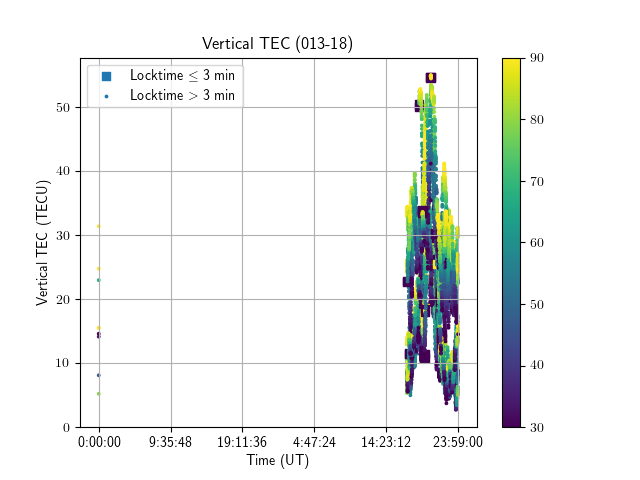 Vertical TEC (013-18)
Locktime ≤ 3 min
Locktime > 3 min
Vertical TEC (TECU)
50
40
30
20
10
0
0:00:00 9:35:48 19:11:36 4:47:24 14:23:12 23:59:00
Time (UT)
90
80
70
60
50
40
30